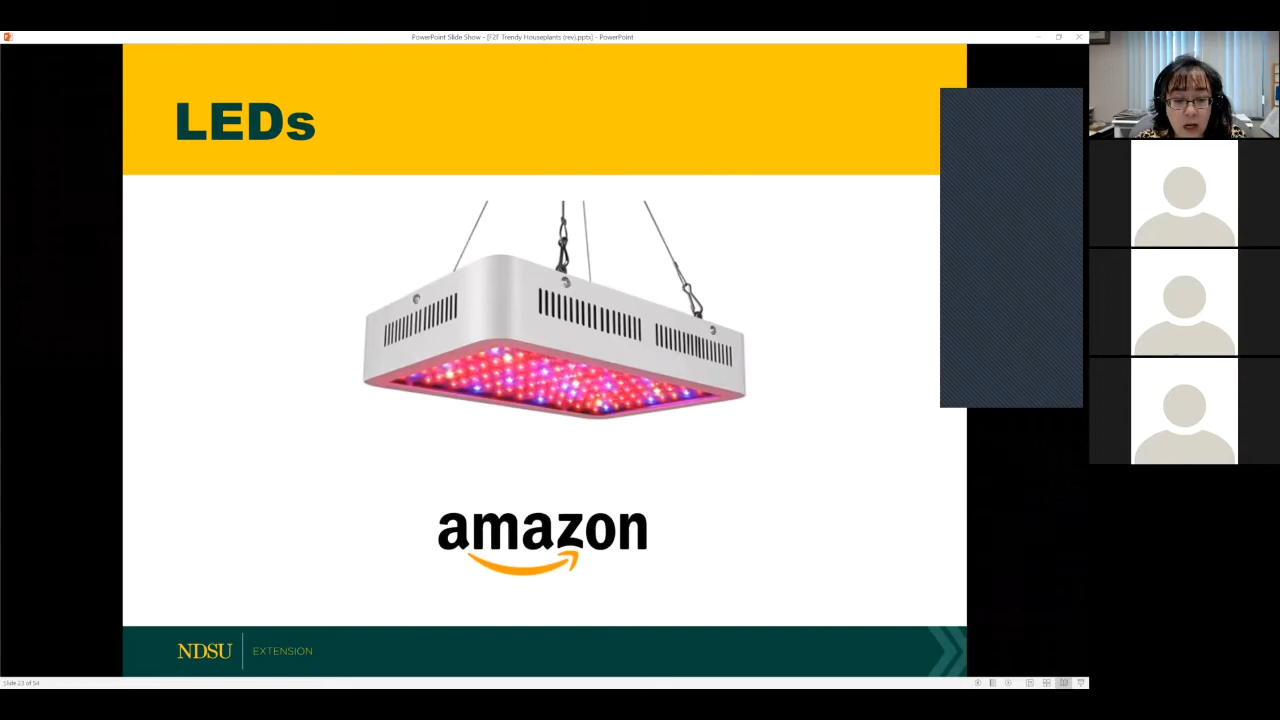 PowerPoint Slide Show - [F2F Trendy Houseplants (rev).pptx] - PowerPoint
LEDs
amazon
NDSU
EXTENSION
Slide 23 of 54